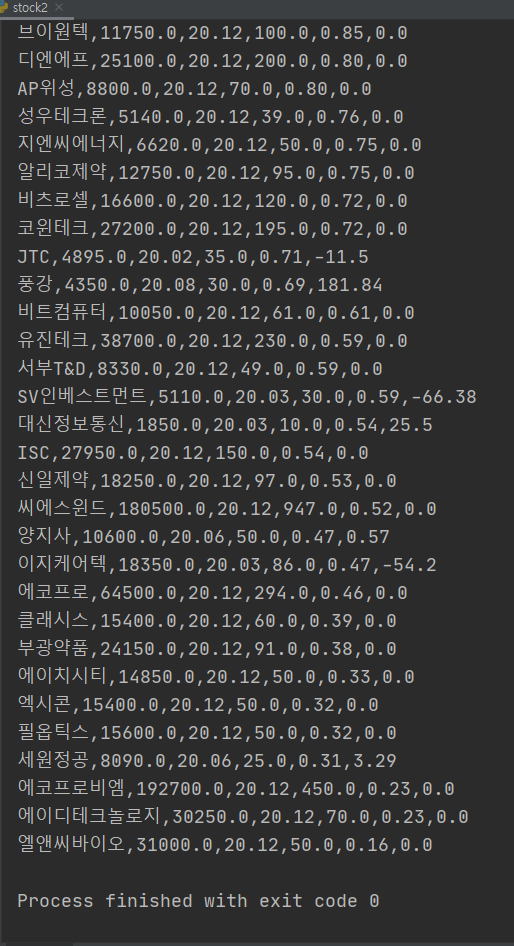 stock2
브이원텍,11750.0,20.12,100.0,0.85,0.0
디엔에프,25100.0,20.12,200.0,0.80,0.0
AP위성,8800.0,20.12,70.0,0.80,0.0
성우테크론,5140.0,20.12,39.0,0.76,0.0
지엔씨에너지,6620.0,20.12,50.0,0.75,0.0
알리코제약,12750.0,20.12,95.0,0.75,0.0
비츠로셀,16600.0,20.12,120.0,0.72,0.0
코윈테크,27200.0,20.12,195.0,0.72,0.0
JTC,4895.0,20.02,35.0,0.71,-11.5
풍강,4350.0,20.08,30.0,0.69,181.84
비트컴퓨터,10050.0,20.12,61.0,0.61,0.0
유진테크,38700.0,20.12,230.0,0.59,0.0
서부T&D,8330.0,20.12,49.0,0.59,0.0
SV인베스트먼트,5110.0,20.03,30.0,0.59,-66.38
대신정보통신,1850.0,20.03,10.0,0.54,25.5
ISC,27950.0,20.12,150.0,0.54,0.0
신일제약,18250.0,20.12,97.0,0.53,0.0
씨에스윈드,180500.0,20.12,947.0,0.52,0.0
양지사,10600.0,20.06,50.0,0.47,0.57
이지케어텍,18350.0,20.03,86.0,0.47,-54.2
에코프로,64500.0,20.12,294.0,0.46,0.0
클래시스,15400.0,20.12,60.0,0.39,0.0
부광약품,24150.0,20.12,91.0,0.38,0.0
에이치시티,14850.0,20.12,50.0,0.33,0.0
엑시콘,15400.0,20.12,50.0,0.32,0.0
필옵틱스,15600.0,20.12,50.0,0.32,0.0
세원정공,8090.0,20.06,25.0,0.31,3.29
에코프로비엠,192700.0,20.12,450.0,0.23,0.0
에이디테크놀로지,30250.0,20.12,70.0,0.23,0.0
엘앤씨바이오,31000.0,20.12,50.0,0.16,0.0
Process finished with exit code 0